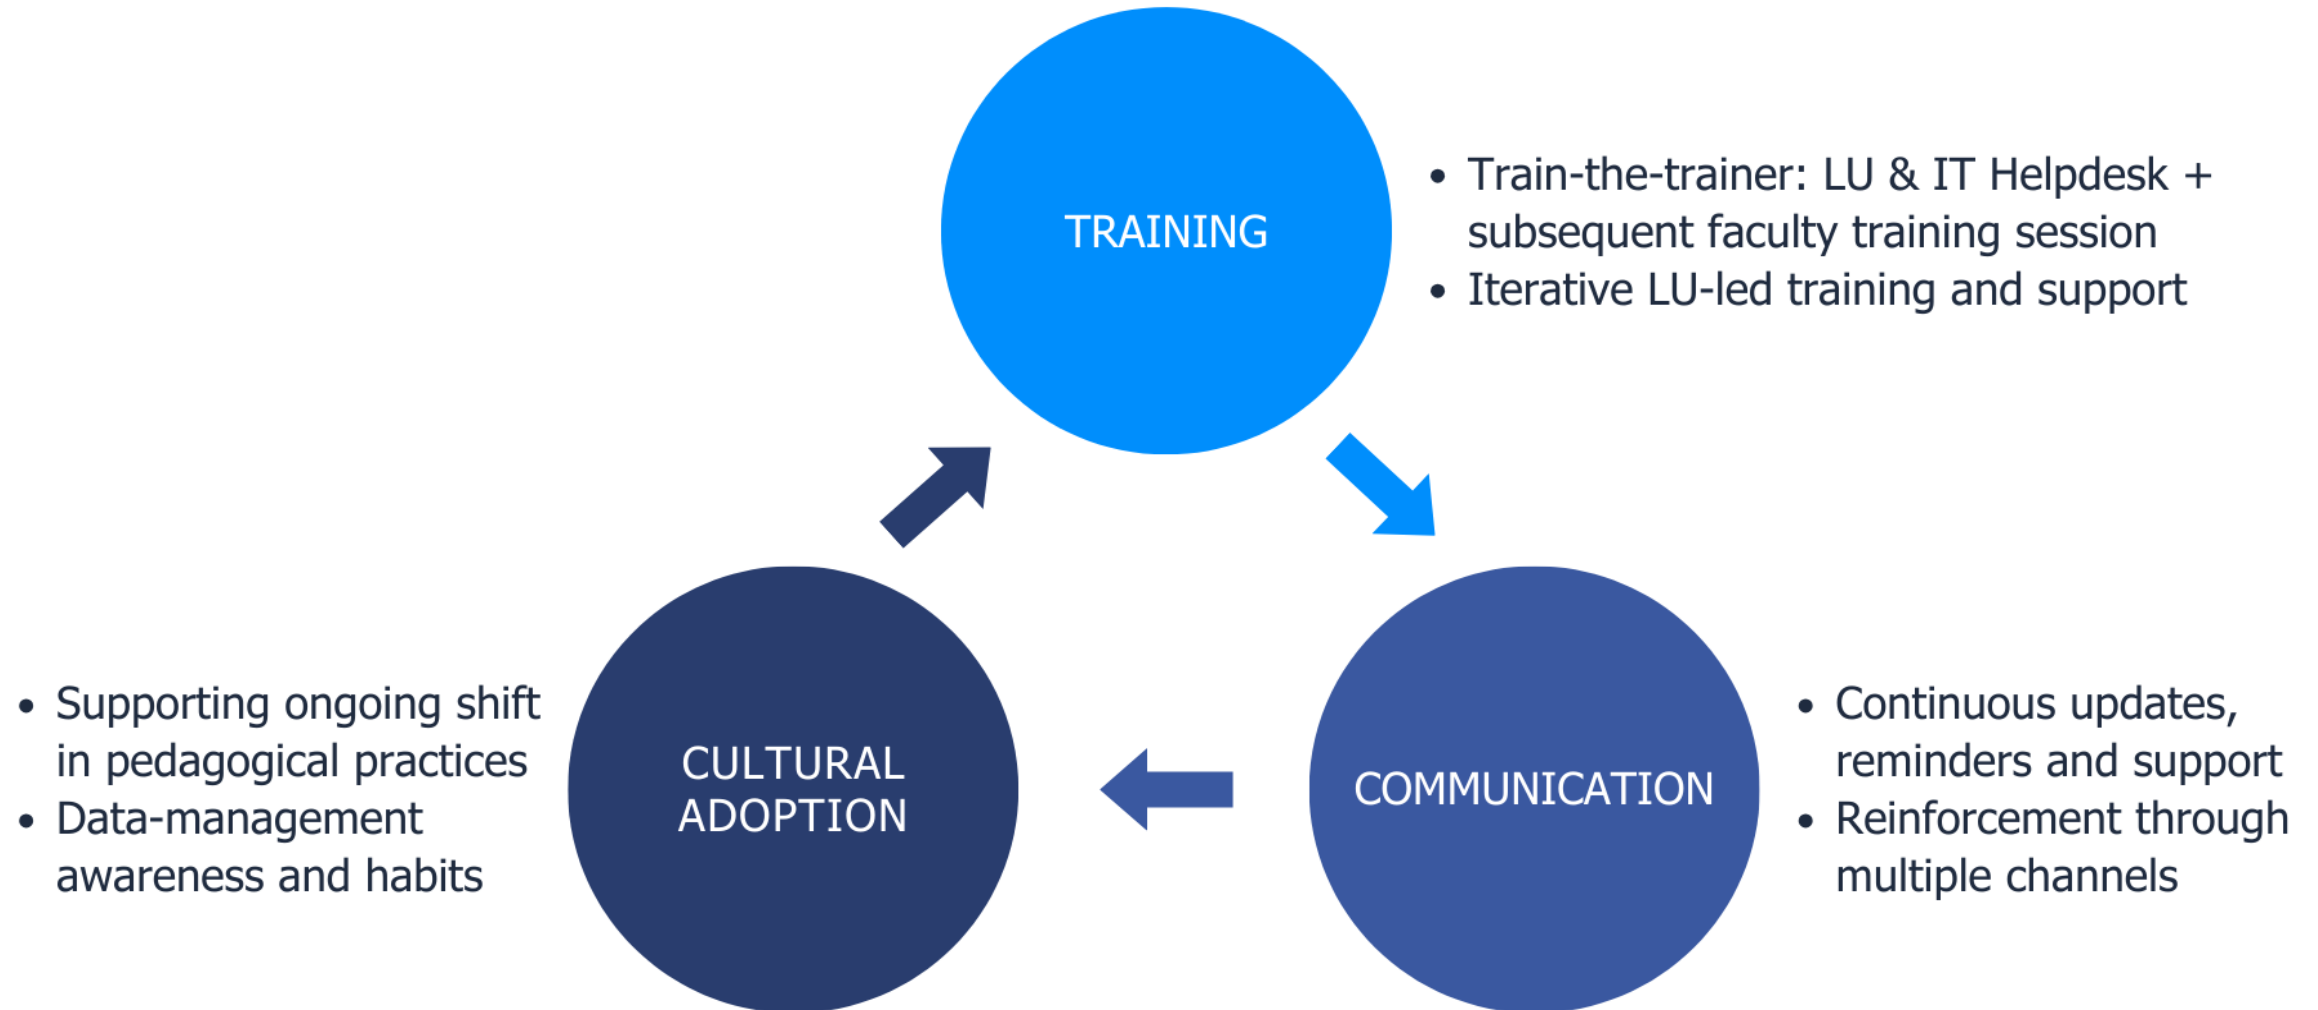 TRAINING
• Train-the-trainer: LU & IT Helpdesk +
subsequent faculty training session
• Iterative LU-led training and support
COMMUNICATION
• Continuous updates,
reminders and support
• Reinforcement through
multiple channels
CULTURAL
ADOPTION
• Supporting ongoing shift
in pedagogical practices
• Data-management
awareness and habits